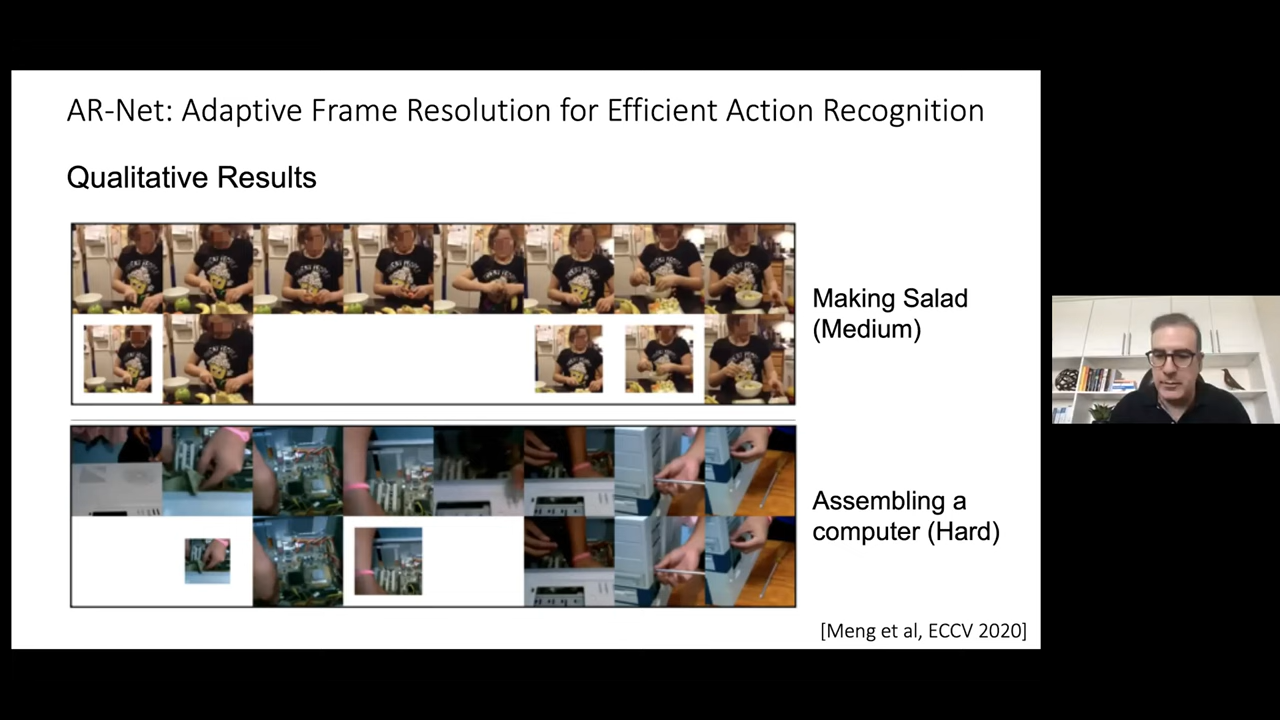 AR-Net: Adaptive Frame Resolution for Efficient Action Recognition
Qualitative Results
Making Salad
(Medium)
Assembling a
computer (Hard)
[Meng et al, ECCV 2020]